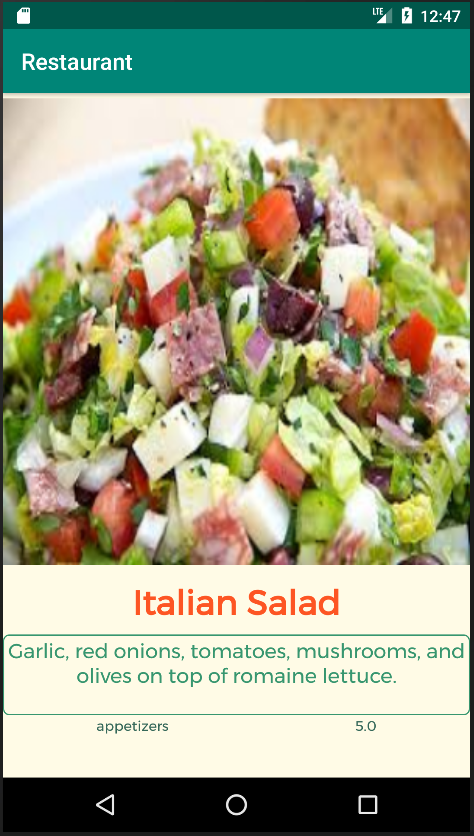 LTE 12:47
Restaurant
Italian Salad
Garlic, red onions, tomatoes, mushrooms, and
olives on top of romaine lettuce.
appetizers 5.0